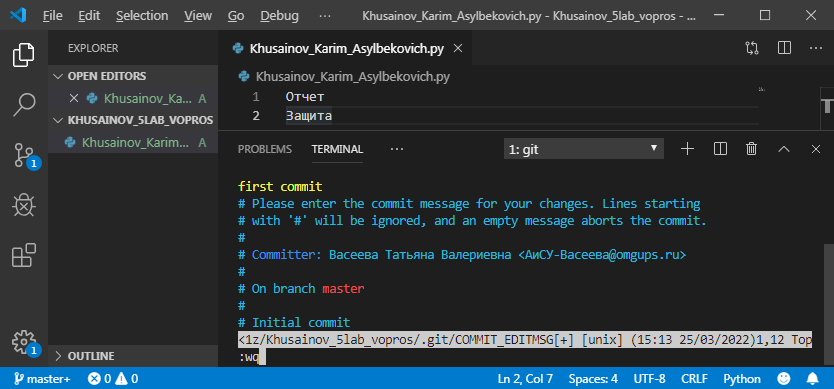 File Edit Selection View Go Debug ··· Khusainov_Karim_Asylbekovich.py - Khusainov_5lab_vopros - ...
EXPLORER
Khusainov_Karim_Asylbekovich.py
OPEN EDITORS
Khusainov_Karim_Asylbekovich.py
Khusainov_Ka... A
1 Отчет
2 Защита
KHUSAINOV_5LAB_VOPROS
Khusainov_Karim... A
PROBLEMS TERMINAL ··· 1: git
1
first commit
# Please enter the commit message for your changes. Lines starting
# with '#' will be ignored, and an empty message aborts the commit.
#
# Committer: Васеева Татьяна Валериевна <АиСУ-Васеева@omgups.ru>
#
# On branch master
#
# Initial commit
<1z/Khusainov_5lab_vopros/.git/COMMIT_EDITMSG[+] [unix] (15:13 25/03/2022)1,12 Top
:wq
1
OUTLINE
master+ 0 0 Ln 2, Col 7 Spaces: 4 UTF-8 CRLF Python